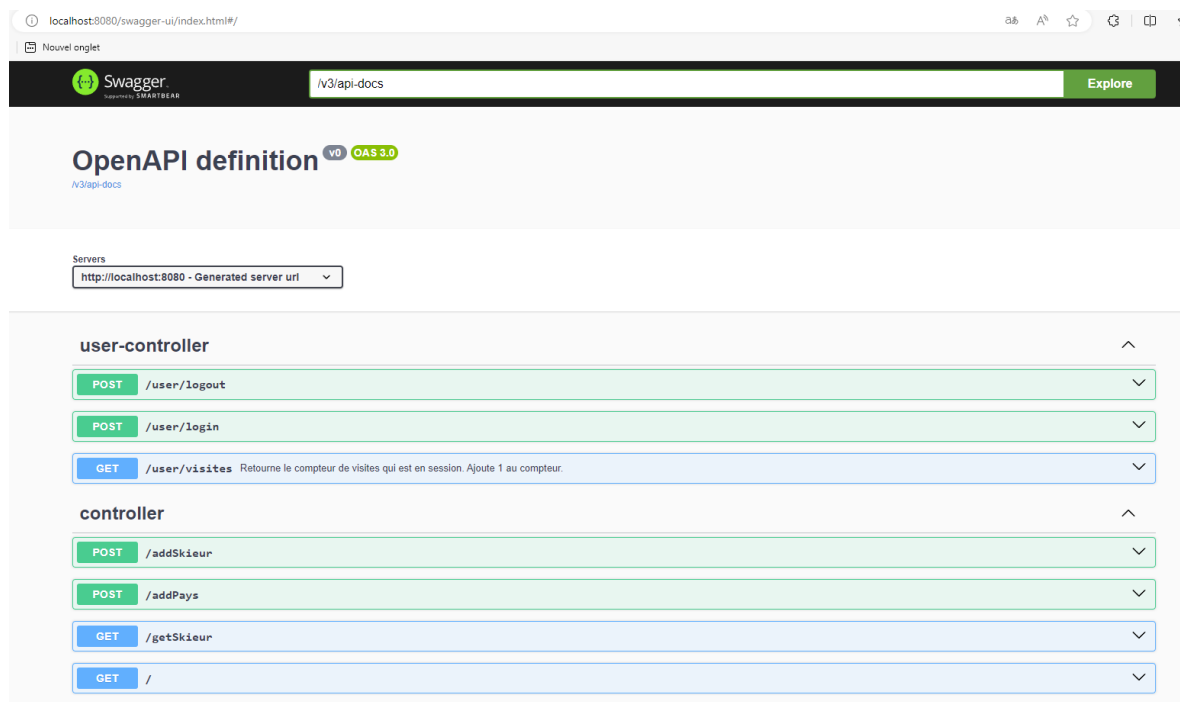 localhost:8080/swagger-ui/index.html#/
Nouvel onglet
Swagger.
Supported by SMARTBEAR
/v3/api-docs
Explore
OpenAPI definition v0 OAS 3.0
/v3/api-docs
Servers
http://localhost:8080 - Generated server url
user-controller
POST /user/logout
POST /user/login
GET /user/visites Retourne le compteur de visites qui est en session. Ajoute 1 au compteur.
controller
POST /addSkieur
POST /addPays
GET /getSkieur
GET /